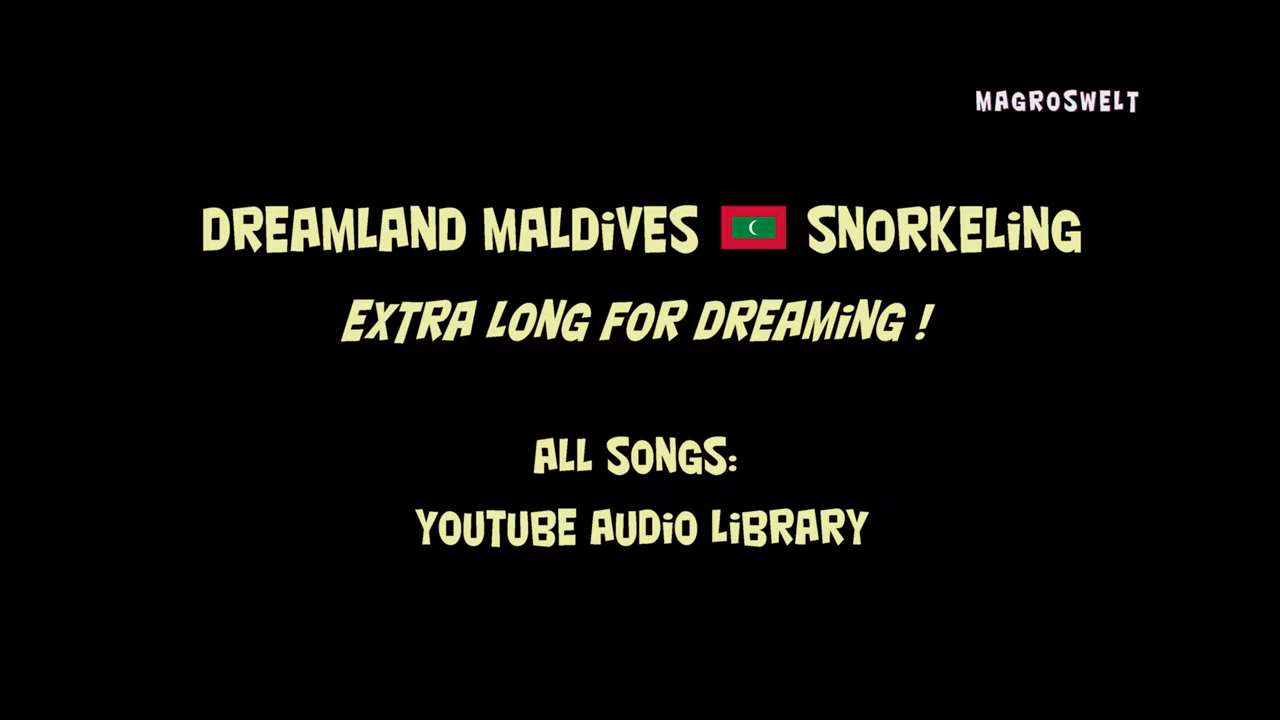 MAGROSWELT
DREAMLAND MALDiVES 🇲🇻 SNORKELiNG
EXTRA LONG FOR DREAMiNG !
ALL SONGS:
YOUTUBE AUDiO LiBRARY